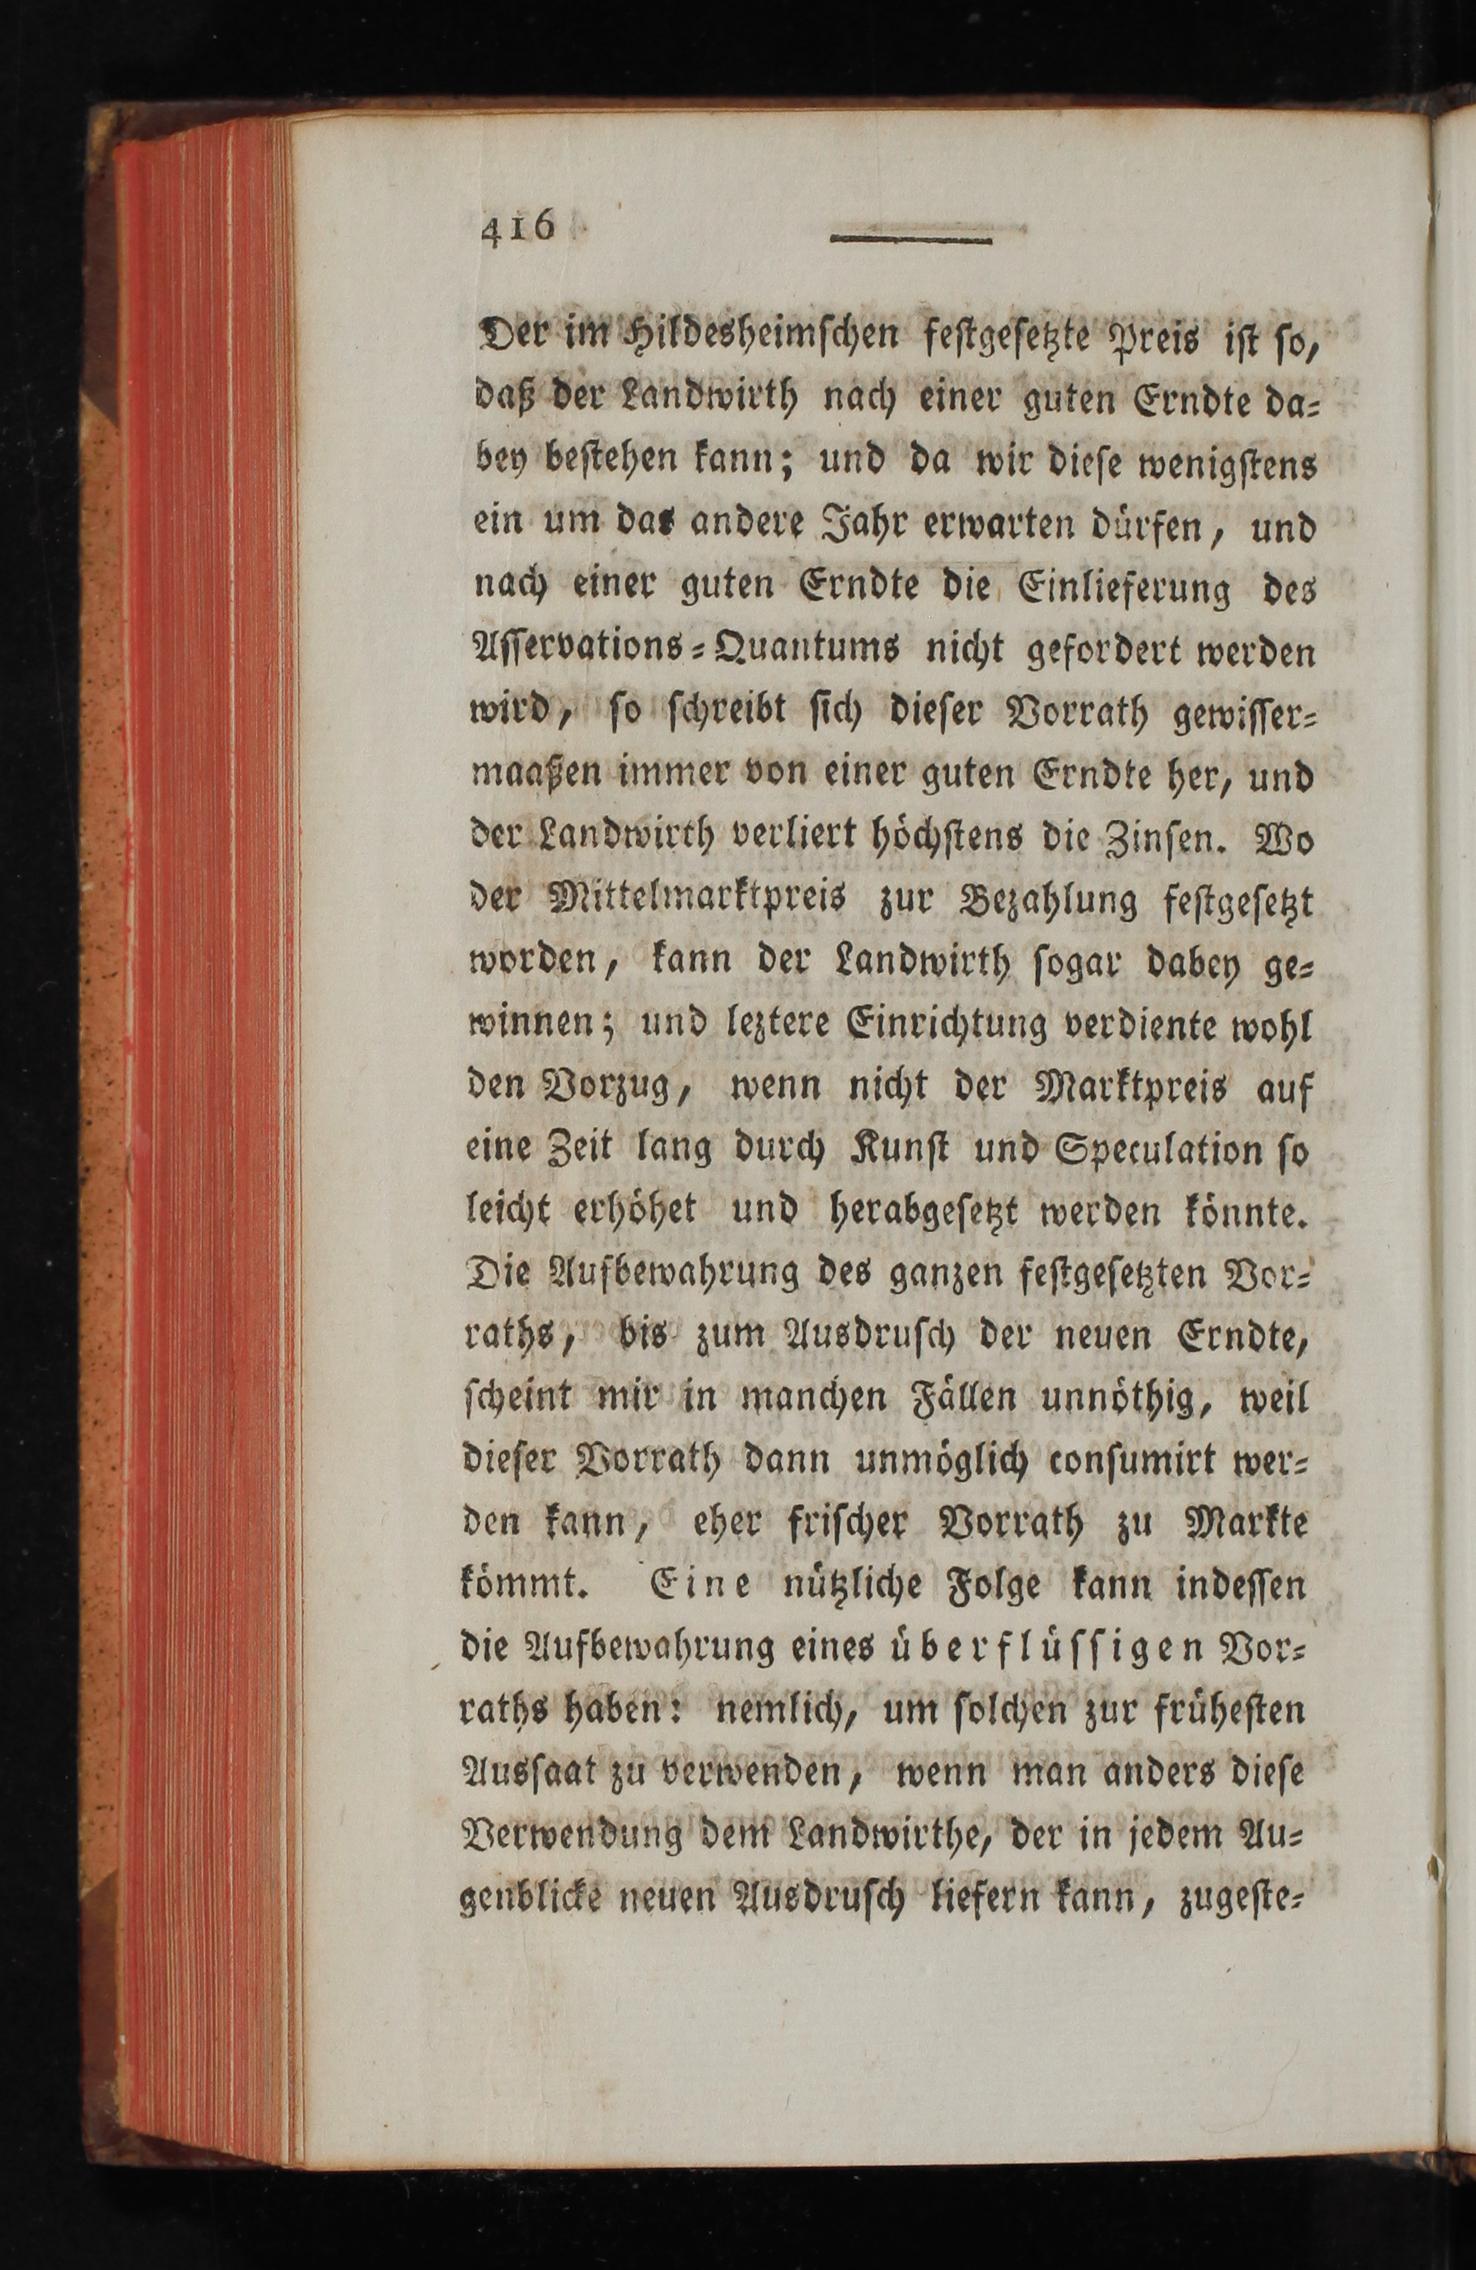 416
Der im Hildesheimschen festgesetzte Preis ist so,
daß der Landwirth nach einer guten Erndte da-
bey bestehen kann; und da wir diese wenigstens
ein um das andere Jahr erwarten dürfen, und
nach einer guten Erndte die Einlieferung des
Asservations-Quantums nicht gefordert werden
wird, so schreibt sich dieser Vorrath gewisser-
maaßen immer von einer guten Erndte her, und
der Landwirth verliert höchstens die Zinsen. Wo
der Mittelmarktpreis zur Bezahlung festgesetzt
worden, kann der Landwirth sogar dabey ge-
winnen; und leztere Einrichtung verdiente wohl
den Vorzug, wenn nicht der Marktpreis auf
eine Zeit lang durch Kunst und Speculation so
leicht erhöhet und herabgesetzt werden könnte.
Die Aufbewahrung des ganzen festgesetzten Vor-
raths, bis zum Ausdrusch der neuen Erndte,
scheint mir in manchen Fällen unnöthig, weil
dieser Vorrath dann unmöglich consumirt wer-
den kann, eher frischer Vorrath zu Markte
kömmt. Eine nützliche Folge kann indessen
die Aufbewahrung eines überflüssigen Vor-
raths haben: nemlich, um solchen zur frühesten
Aussaat zu verwenden, wenn man anders diese
Verwendung dem Landwirthe, der in jedem Au-
genblicke neuen Ausdrusch liefern kann, zugeste-